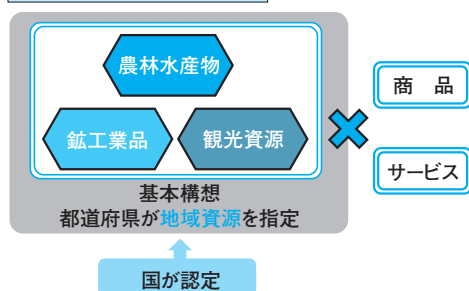 農林水産物
鉱工業品
観光資源
基本構想
都道府県が地域資源を指定
国が認定
商　品
サービス